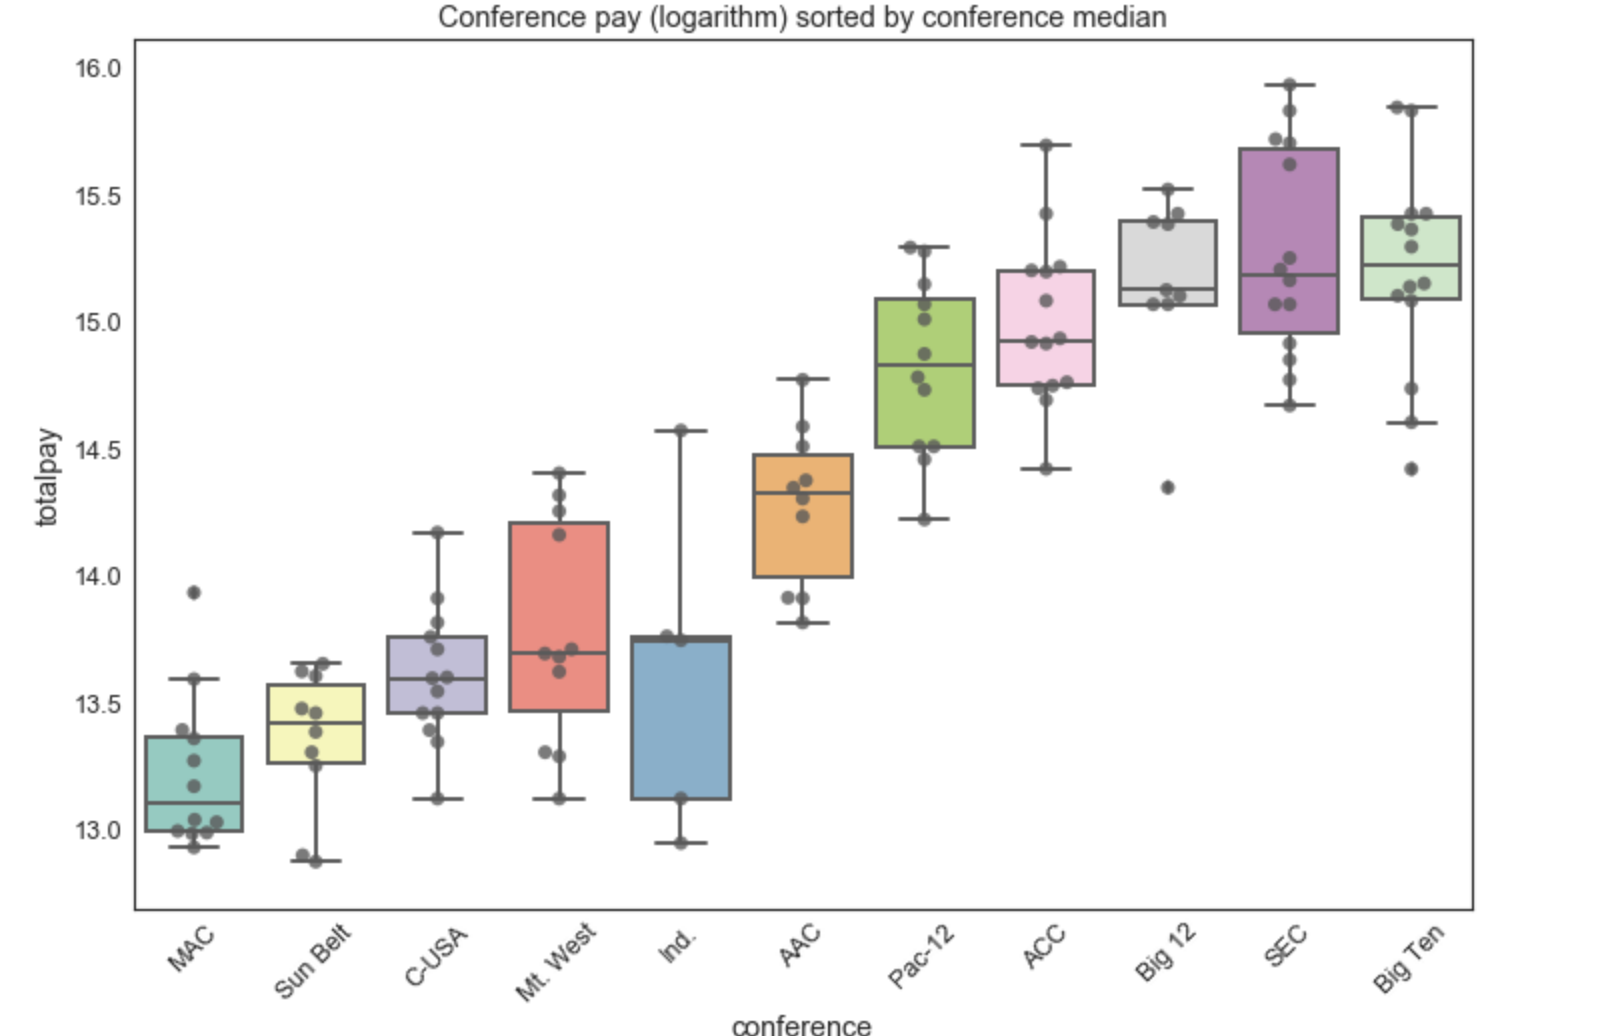 Conference pay (logarithm) sorted by conference median
16.0
15.5
15.0
14.5
14.0
13.5
13.0
totalpay
MAC
Sun Belt
C-USA
Mt. West
Ind.
AAC
Pac-12
ACC
Big 12
SEC
Big Ten
conference